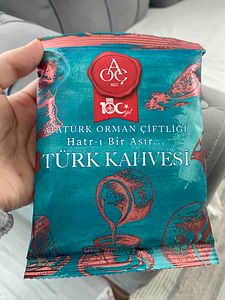 AOÇ
1925
100
ATATÜRK ORMAN ÇİFTLİĞİ
Hatr-ı Bir Asır...
TÜRK KAHVESİ